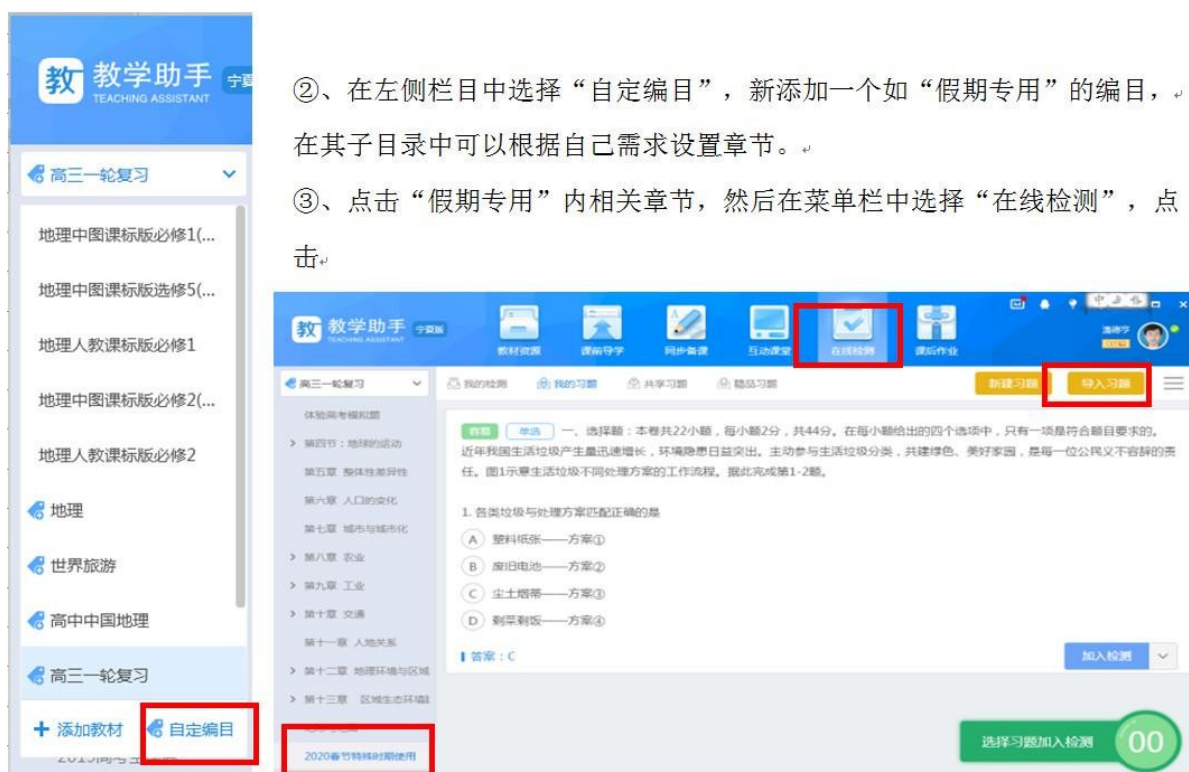 教 教学助手 宁夏
TEACHING ASSISTANT
高三一轮复习
地理中图课标版必修1(...
地理中图课标版选修5(...
地理人教课标版必修1
地理中图课标版必修2(...
地理人教课标版必修2
地理
世界旅游
高中中国地理
高三一轮复习
+ 添加教材 自定编目
②、在左侧栏目中选择“自定编目”，新添加一个如“假期专用”的编目，
在其子目录中可以根据自己需求设置章节。
③、点击“假期专用”内相关章节，然后在菜单栏中选择“在线检测”，点
击
教 教学助手 宁夏版
TEACHING ASSISTANT
教材资源 课前导学 同步备课 互动课堂 在线检测 课后作业
高三一轮复习
我的检测 我的习题 共享习题 精品习题 新建习题 导入习题
体验高考模拟题
第四节：地球的运动
第五章 整体性差异性
第六章 人口的变化
第七章 城市与城市化
第八章 农业
第九章 工业
第十章 交通
第十一章 人地关系
第十二章 地理环境与区域
第十三章 区域生态环境
2020春节特殊时期使用
容易 单选 一、选择题：本卷共22小题，每小题2分，共44分。在每小题给出的四个选项中，只有一项是符合题目要求的。
近年我国生活垃圾产生量迅速增长，环境隐患日益突出。主动参与生活垃圾分类，共建绿色、美好家园，是每一位公民义不容辞的责
任。图1示意生活垃圾不同处理方案的工作流程。据此完成第1-2题。
1. 各类垃圾与处理方案匹配正确的是
A 塑料纸张——方案①
B 废旧电池——方案②
C 尘土烟蒂——方案③
D 剩菜剩饭——方案④
答案：C
加入检测
选择习题加入检测 00